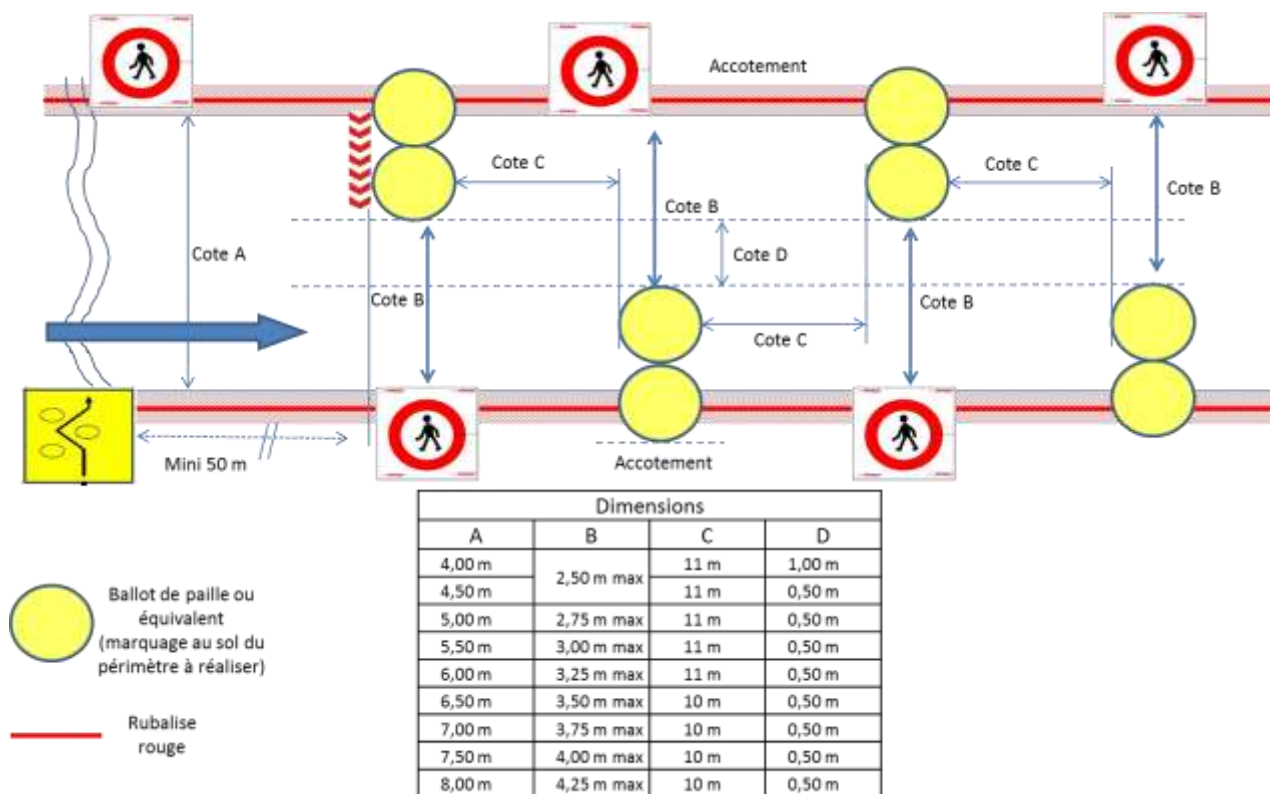 Accotement
Cote C
Cote C
Cote B
Cote B
Cote A
Cote D
Cote B
Cote B
Cote C
Mini 50 m
Accotement
Dimensions
A B C D
4,00 m 2,50 m max 11 m 1,00 m
4,50 m 11 m 0,50 m
5,00 m 2,75 m max 11 m 0,50 m
5,50 m 3,00 m max 11 m 0,50 m
6,00 m 3,25 m max 11 m 0,50 m
6,50 m 3,50 m max 10 m 0,50 m
7,00 m 3,75 m max 10 m 0,50 m
7,50 m 4,00 m max 10 m 0,50 m
8,00 m 4,25 m max 10 m 0,50 m
Ballot de paille ou
équivalent
(marquage au sol du
périmètre à réaliser)
Rubalise
rouge